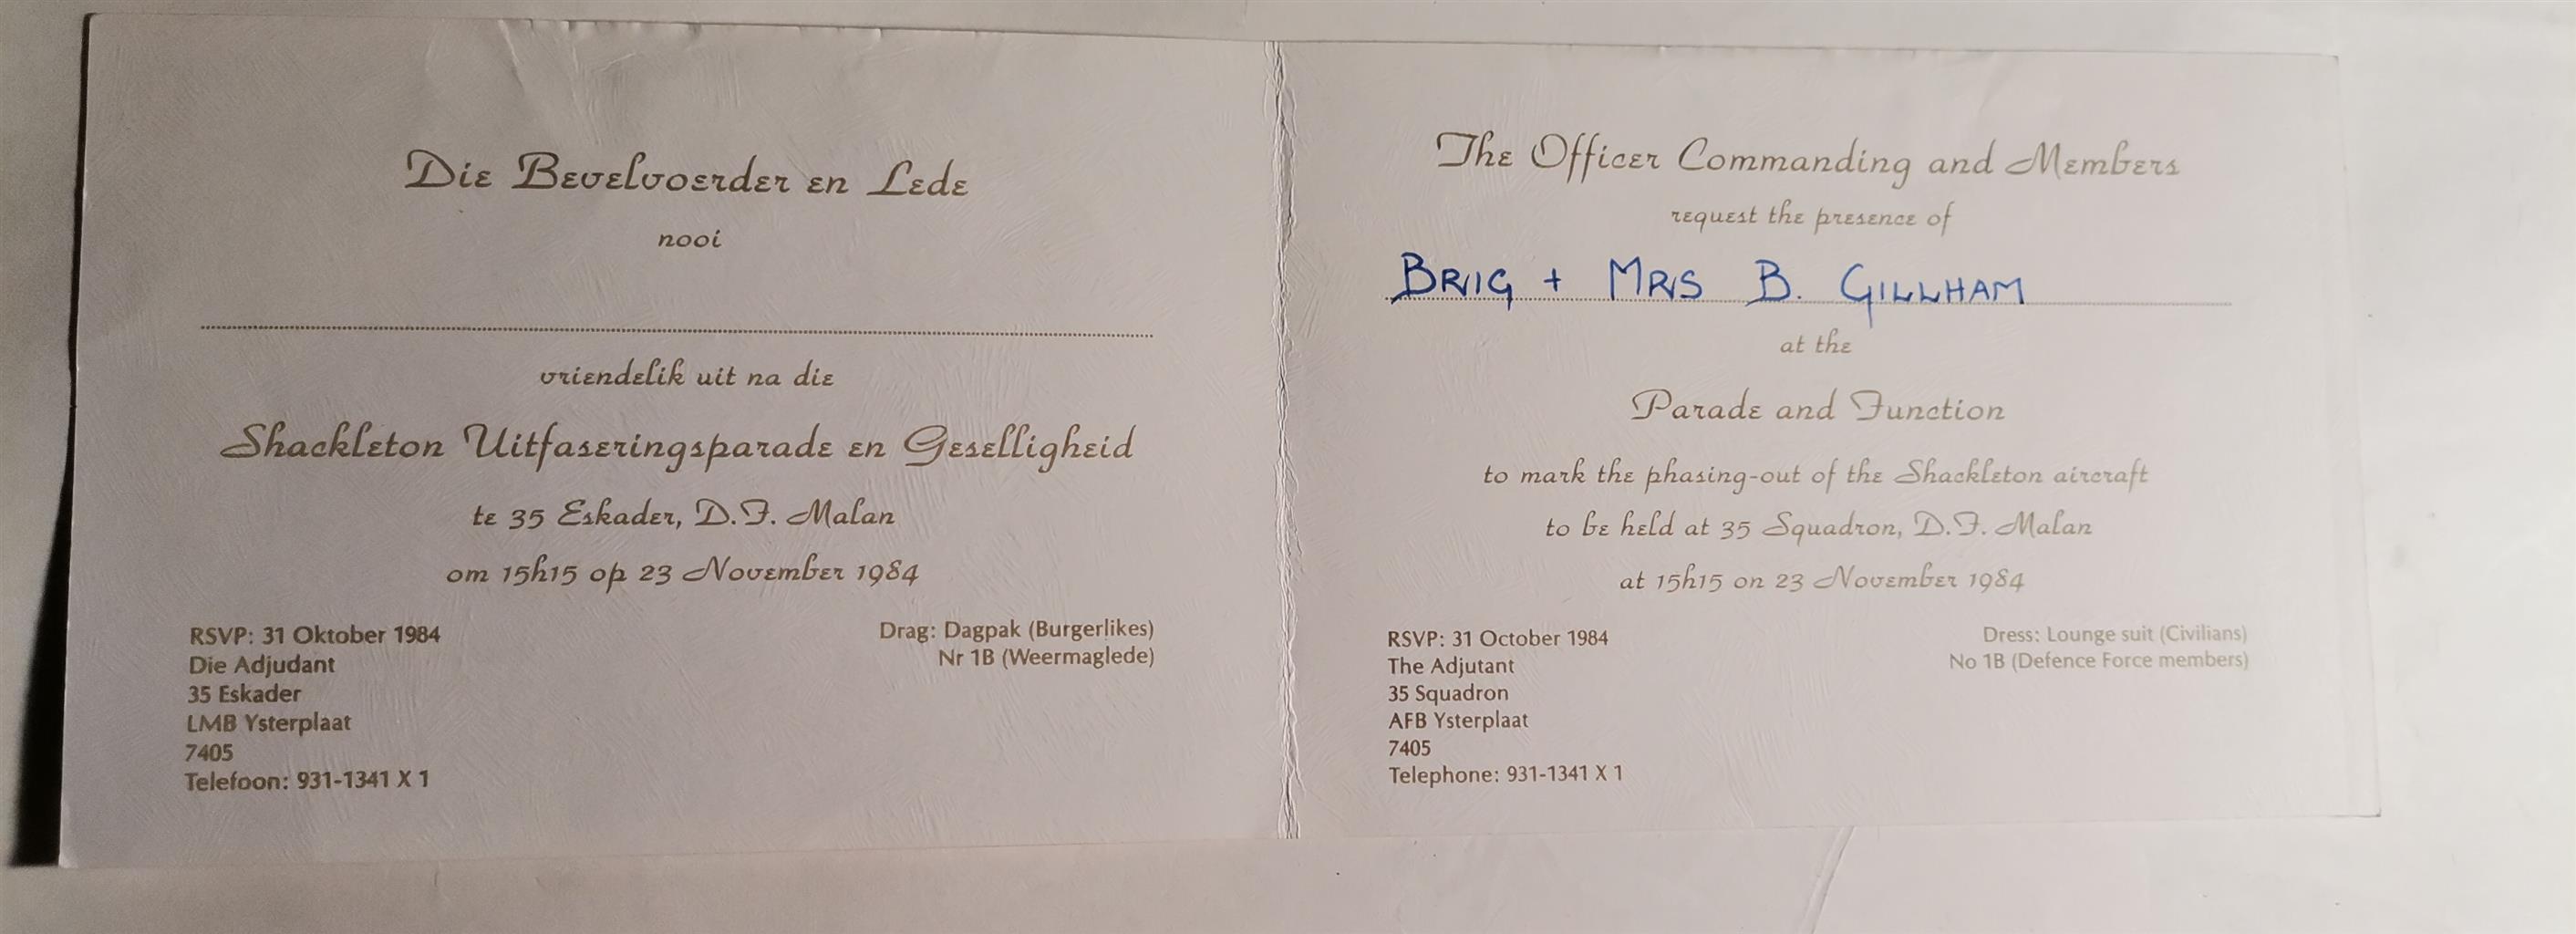 Die Bevelvoerder en Lede
nooi
vriendelik uit na die
Shackleton Uitfaseringsparade en Geselligheid
te 35 Eskader, D.F. Malan
om 15h15 op 23 November 1984
RSVP: 31 Oktober 1984
Die Adjudant
35 Eskader
LMB Ysterplaat
7405
Telefoon: 931-1341 X 1
Drag: Dagpak (Burgerlikes)
Nr 1B (Weermaglede)
The Officer Commanding and Members
request the presence of
BRIG + MRS B. GILLHAM
at the
Parade and Function
to mark the phasing-out of the Shackleton aircraft
to be held at 35 Squadron, D.F. Malan
at 15h15 on 23 November 1984
RSVP: 31 October 1984
The Adjutant
35 Squadron
AFB Ysterplaat
7405
Telephone: 931-1341 X 1
Dress: Lounge suit (Civilians)
No 1B (Defence Force members)